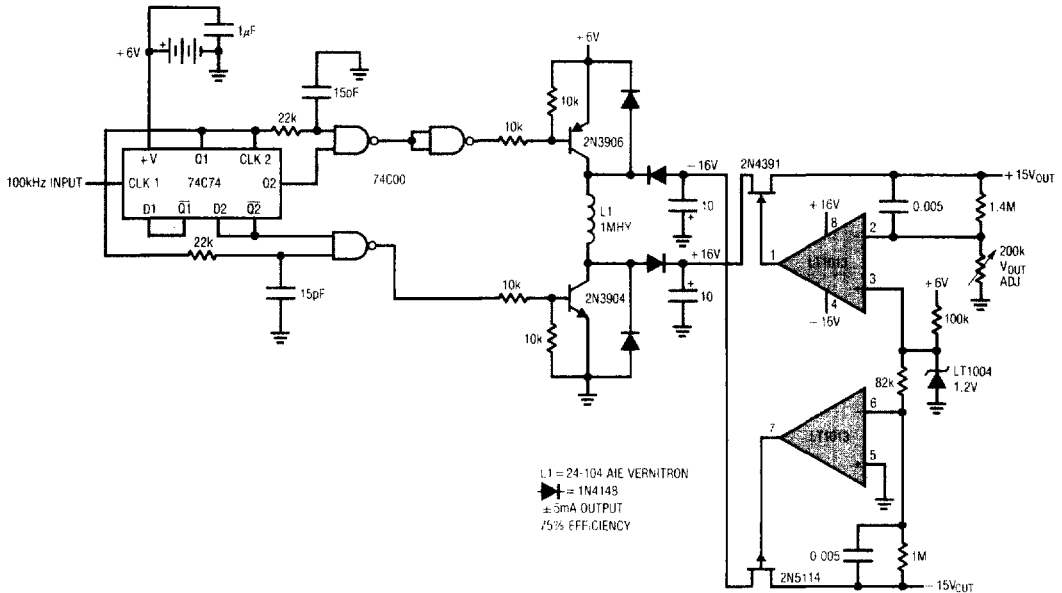 +6V
1µF
+
15pF
22k
+V
Q1
CLK 2
100kHz INPUT
CLK 1
74C74
Q2
D1
Q1
D2
Q2
22k
15pF
74C00
10k
10k
+6V
2N3906
L1
1MHY
10k
10k
2N3904
-16V
10
+
+16V
+
10
2N4391
+15VOUT
0.005
1.4M
+16V
8
2
1
LT1013
3
+
4
-16V
200k
VOUT
ADJ
+6V
100k
LT1004
1.2V
82k
6
7
LT1013
5
+
0.005
1M
2N5114
-15VOUT
L1 = 24-104 AIE VERNITRON
= 1N4148
±5mA OUTPUT
75% EFFICIENCY